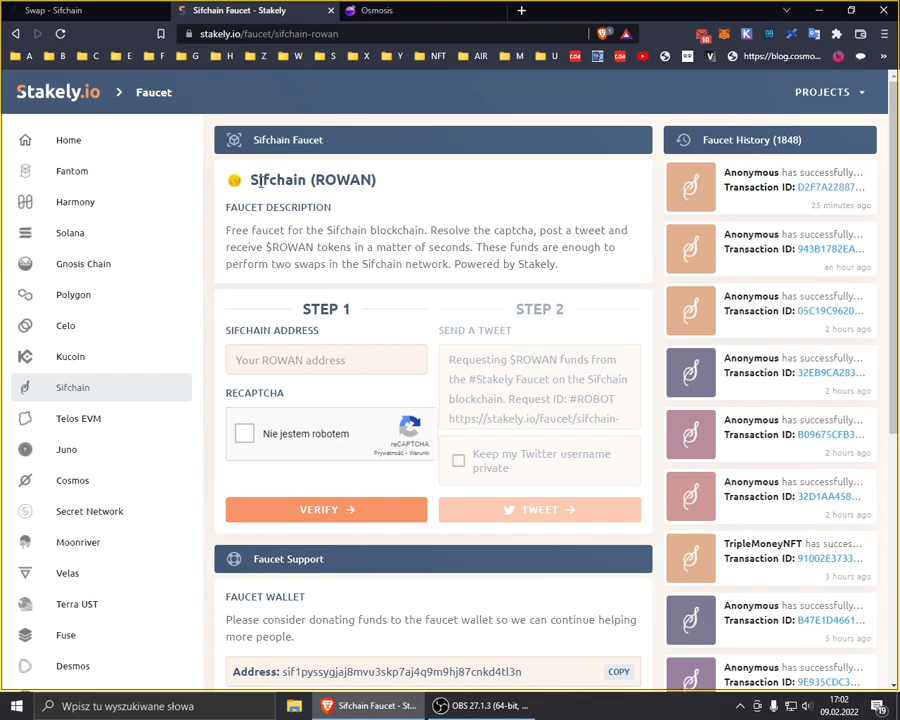 Swap - Sifchain
Sifchain Faucet - Stakely
Osmosis
stakely.io/faucet/sifchain-rowan
A B C D E F G H Z W S X Y NFT AIR M U https://blog.cosmo...
Stakely.io Faucet
PROJECTS
Home
Fantom
Harmony
Solana
Gnosis Chain
Polygon
Celo
Kucoin
Sifchain
Telos EVM
Juno
Cosmos
Secret Network
Moonriver
Velas
Terra UST
Fuse
Desmos
Sifchain Faucet
Sifchain (ROWAN)
FAUCET DESCRIPTION
Free faucet for the Sifchain blockchain. Resolve the captcha, post a tweet and
receive $ROWAN tokens in a matter of seconds. These funds are enough to
perform two swaps in the Sifchain network. Powered by Stakely.
STEP 1
SIFCHAIN ADDRESS
Your ROWAN address
RECAPTCHA
Nie jestem robotem
reCAPTCHA
Prywatność - Warunki
VERIFY
STEP 2
SEND A TWEET
Requesting $ROWAN funds from
the #Stakely Faucet on the Sifchain
blockchain. Request ID: #ROBOT
https://stakely.io/faucet/sifchain-
Keep my Twitter username
private
TWEET
Faucet Support
FAUCET WALLET
Please consider donating funds to the faucet wallet so we can continue helping
more people.
Address: sif1pyssygjaj8mvu3skp7aj4q9m9hj87cnkd4tl3n
COPY
Faucet History (1848)
Anonymous has successfully...
Transaction ID: D2F7A22887...
25 minutes ago
Anonymous has successfully...
Transaction ID: 943B1782EA...
an hour ago
Anonymous has successfully...
Transaction ID: 05C19C9620...
2 hours ago
Anonymous has successfully...
Transaction ID: 32EB9CA283...
2 hours ago
Anonymous has successfully...
Transaction ID: B09675CFB3...
2 hours ago
Anonymous has successfully...
Transaction ID: 32D1AA458...
2 hours ago
TripleMoneyNFT has succes...
Transaction ID: 91002E3733...
3 hours ago
Anonymous has successfully...
Transaction ID: B47E1D4661...
5 hours ago
Anonymous has successfully...
Transaction ID: 9E935CDC3...
Wpisz tu wyszukiwane słowa
Sifchain Faucet - St...
OBS 27.1.3 (64-bit, ...
17:02
09.02.2022